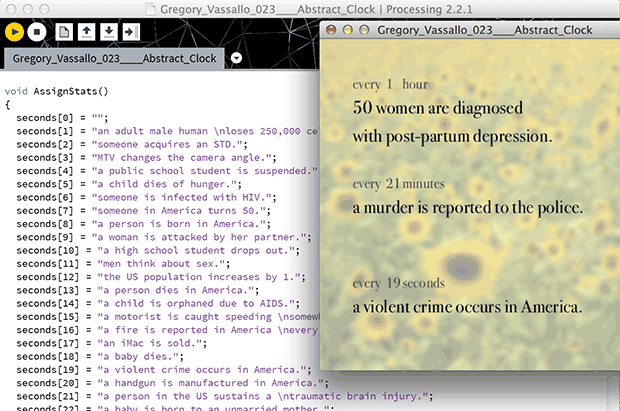 Gregory_Vassallo_023____Abstract_Clock | Processing 2.2.1
Gregory_Vassallo_023____Abstract_Clock
void AssignStats()
{
seconds[0] = "";
seconds[1] = "an adult male human \nloses 250,000 ce
seconds[2] = "someone acquires an STD.";
seconds[3] = "MTV changes the camera angle.";
seconds[4] = "a public school student is suspended."
seconds[5] = "a child dies of hunger.";
seconds[6] = "someone is infected with HIV.";
seconds[7] = "someone in America turns 50.";
seconds[8] = "a person is born in America.";
seconds[9] = "a woman is attacked by her partner.";
seconds[10] = "a high school student drops out.";
seconds[11] = "men think about sex.";
seconds[12] = "the US population increases by 1.";
seconds[13] = "a person dies in America.";
seconds[14] = "a child is orphaned due to AIDS.";
seconds[15] = "a motorist is caught speeding \nsomewh
seconds[16] = "a fire is reported in America \nevery
seconds[17] = "an iMac is sold.";
seconds[18] = "a baby dies.";
seconds[19] = "a violent crime occurs in America.";
seconds[20] = "a handgun is manufactured in America.";
seconds[21] = "a person in the US sustains a \ntraumatic brain injury.";
seconds[22] = "a baby is born to an unmarried mother.";
Gregory_Vassallo_023____Abstract_Clock
every 1 hour
50 women are diagnosed
with post-partum depression.
every 21 minutes
a murder is reported to the police.
every 19 seconds
a violent crime occurs in America.